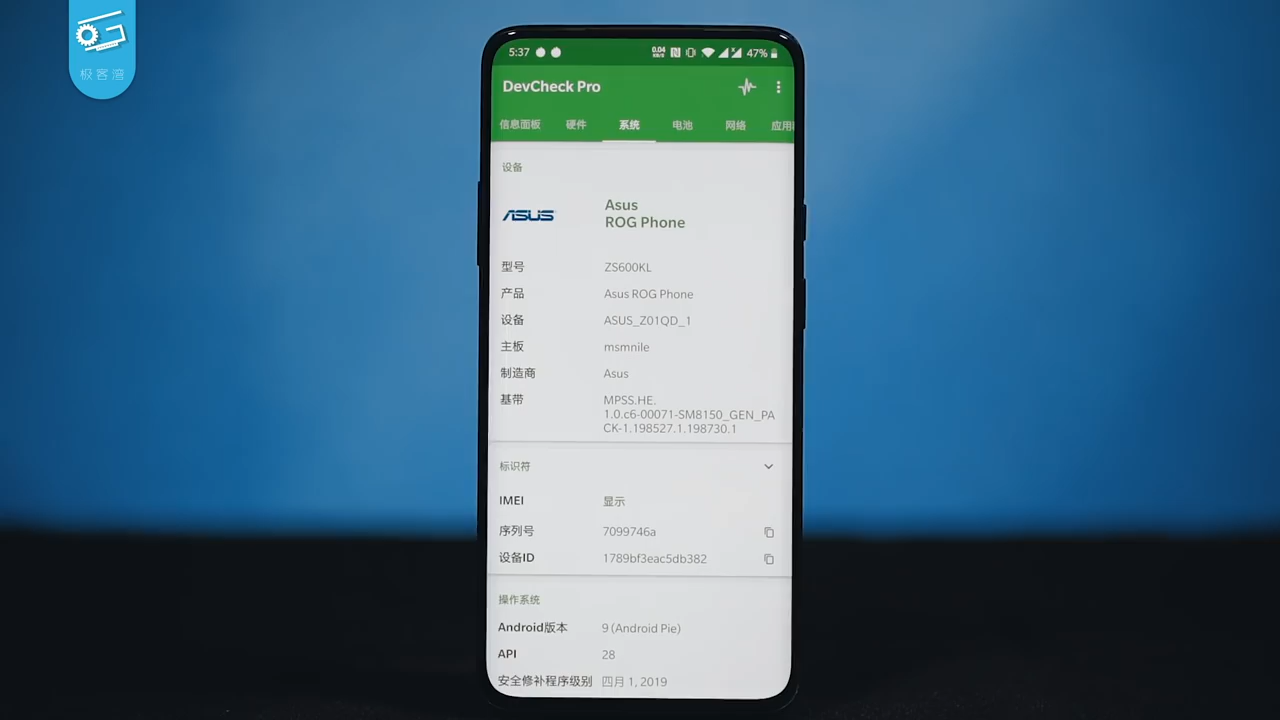 极客湾
5:37 0.04 KB/S 47%
DevCheck Pro
信息面板 硬件 系统 电池 网络 应用
设备
ASUS Asus
ROG Phone
型号 ZS600KL
产品 Asus ROG Phone
设备 ASUS_Z01QD_1
主板 msmnile
制造商 Asus
基带 MPSS.HE.
1.0.c6-00071-SM8150_GEN_PA
CK-1.198527.1.198730.1
标识符
IMEI 显示
序列号 7099746a
设备ID 1789bf3eac5db382
操作系统
Android版本 9 (Android Pie)
API 28
安全修补程序级别 四月 1, 2019